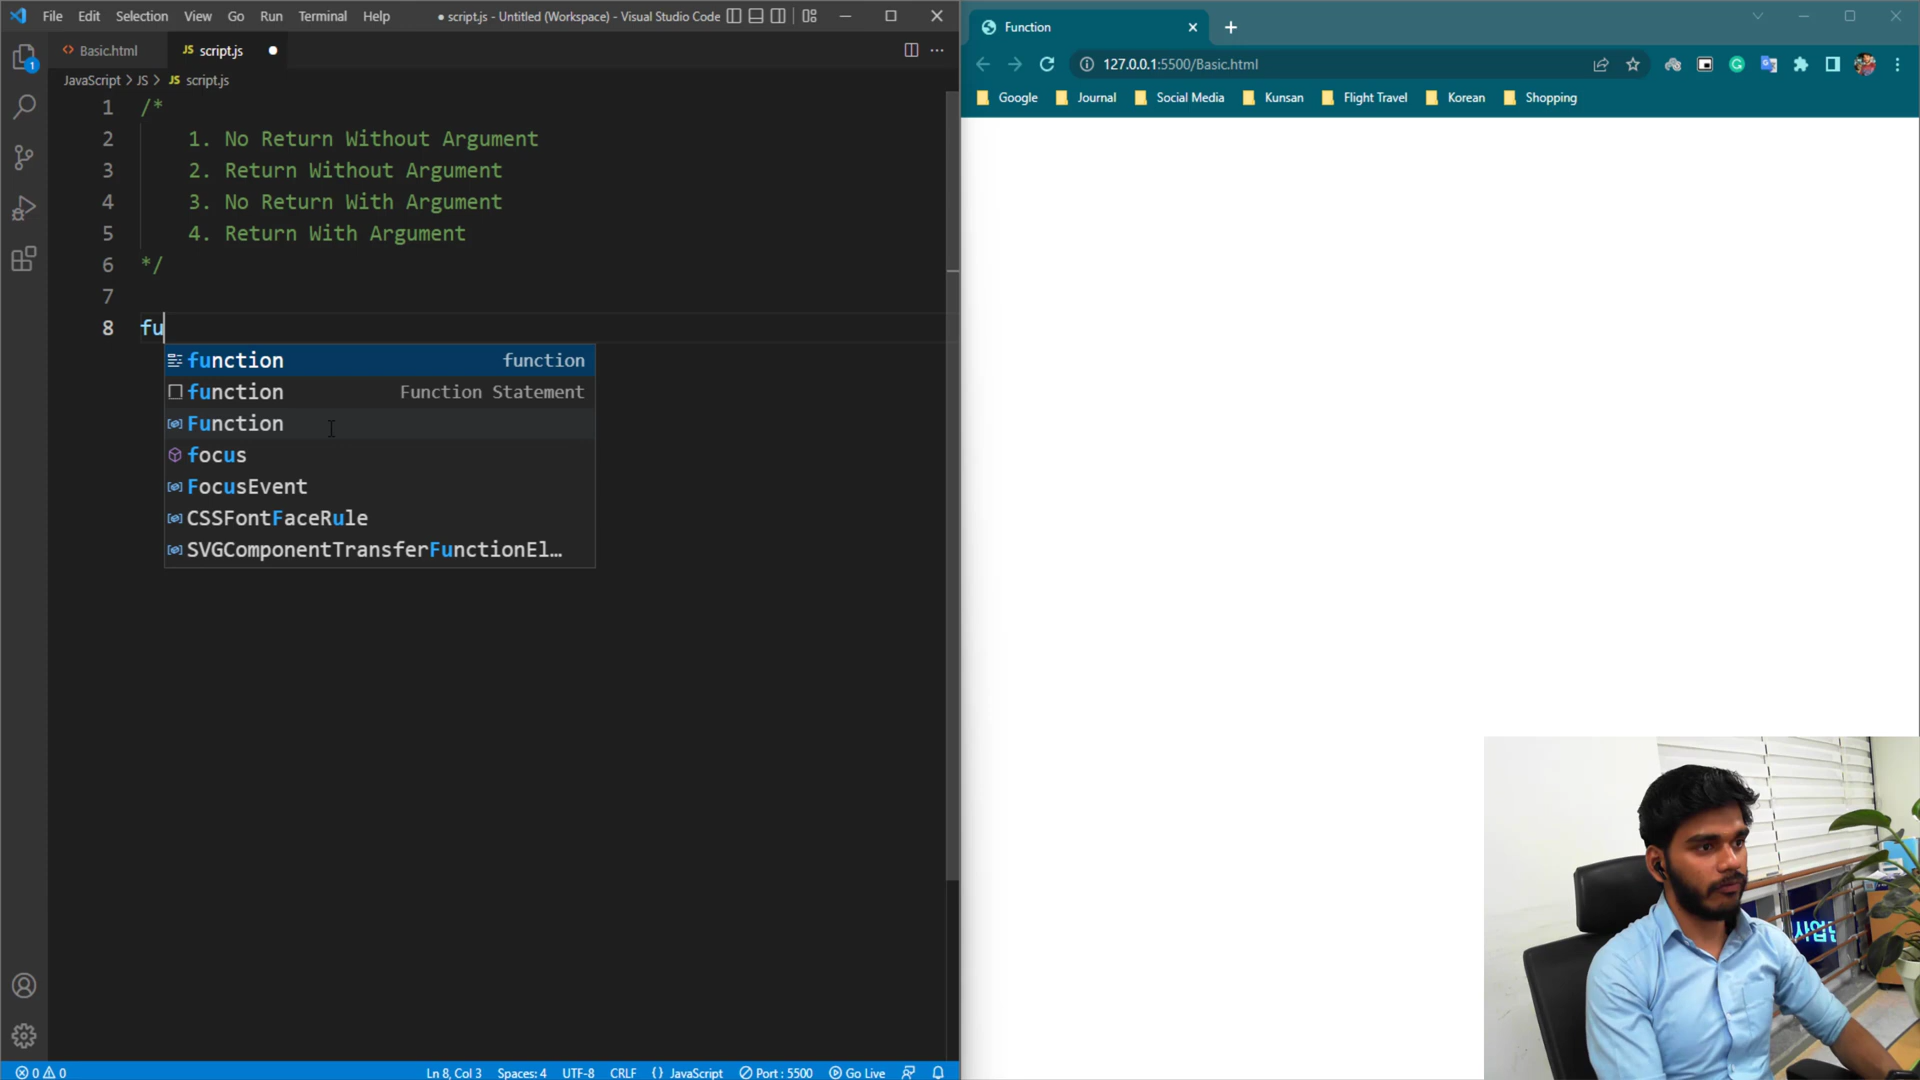 File Edit Selection View Go Run Terminal Help ● script.js - Untitled (Workspace) - Visual Studio Code
Basic.html JS script.js
JavaScript > JS > JS script.js
1 /*
2 1. No Return Without Argument
3 2. Return Without Argument
4 3. No Return With Argument
5 4. Return With Argument
6 */
7
8 fu
function function
function Function Statement
Function
focus
FocusEvent
CSSFontFaceRule
SVGComponentTransferFunctionEl…
1
0 0 Ln 8, Col 3 Spaces: 4 UTF-8 CRLF {} JavaScript Port : 5500 Go Live
Function
127.0.0.1:5500/Basic.html
Google Journal Social Media Kunsan Flight Travel Korean Shopping